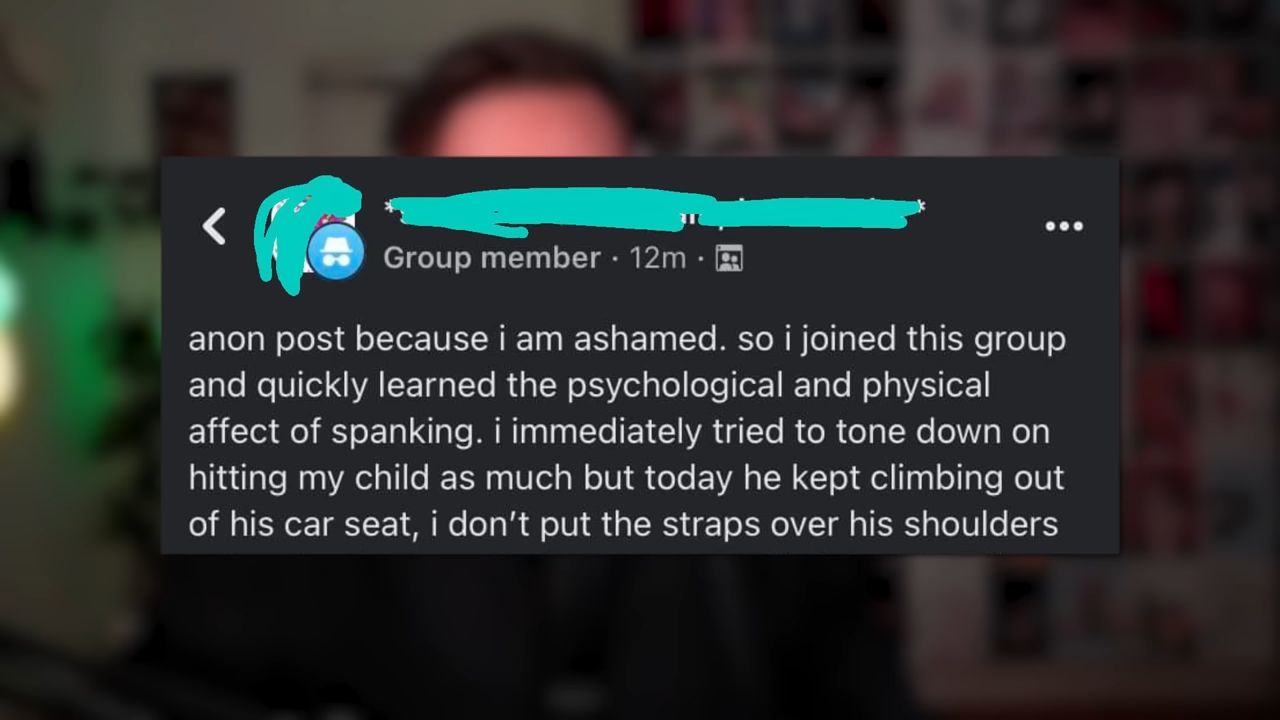 Group member · 12m ·
anon post because i am ashamed. so i joined this group
and quickly learned the psychological and physical
affect of spanking. i immediately tried to tone down on
hitting my child as much but today he kept climbing out
of his car seat, i don’t put the straps over his shoulders